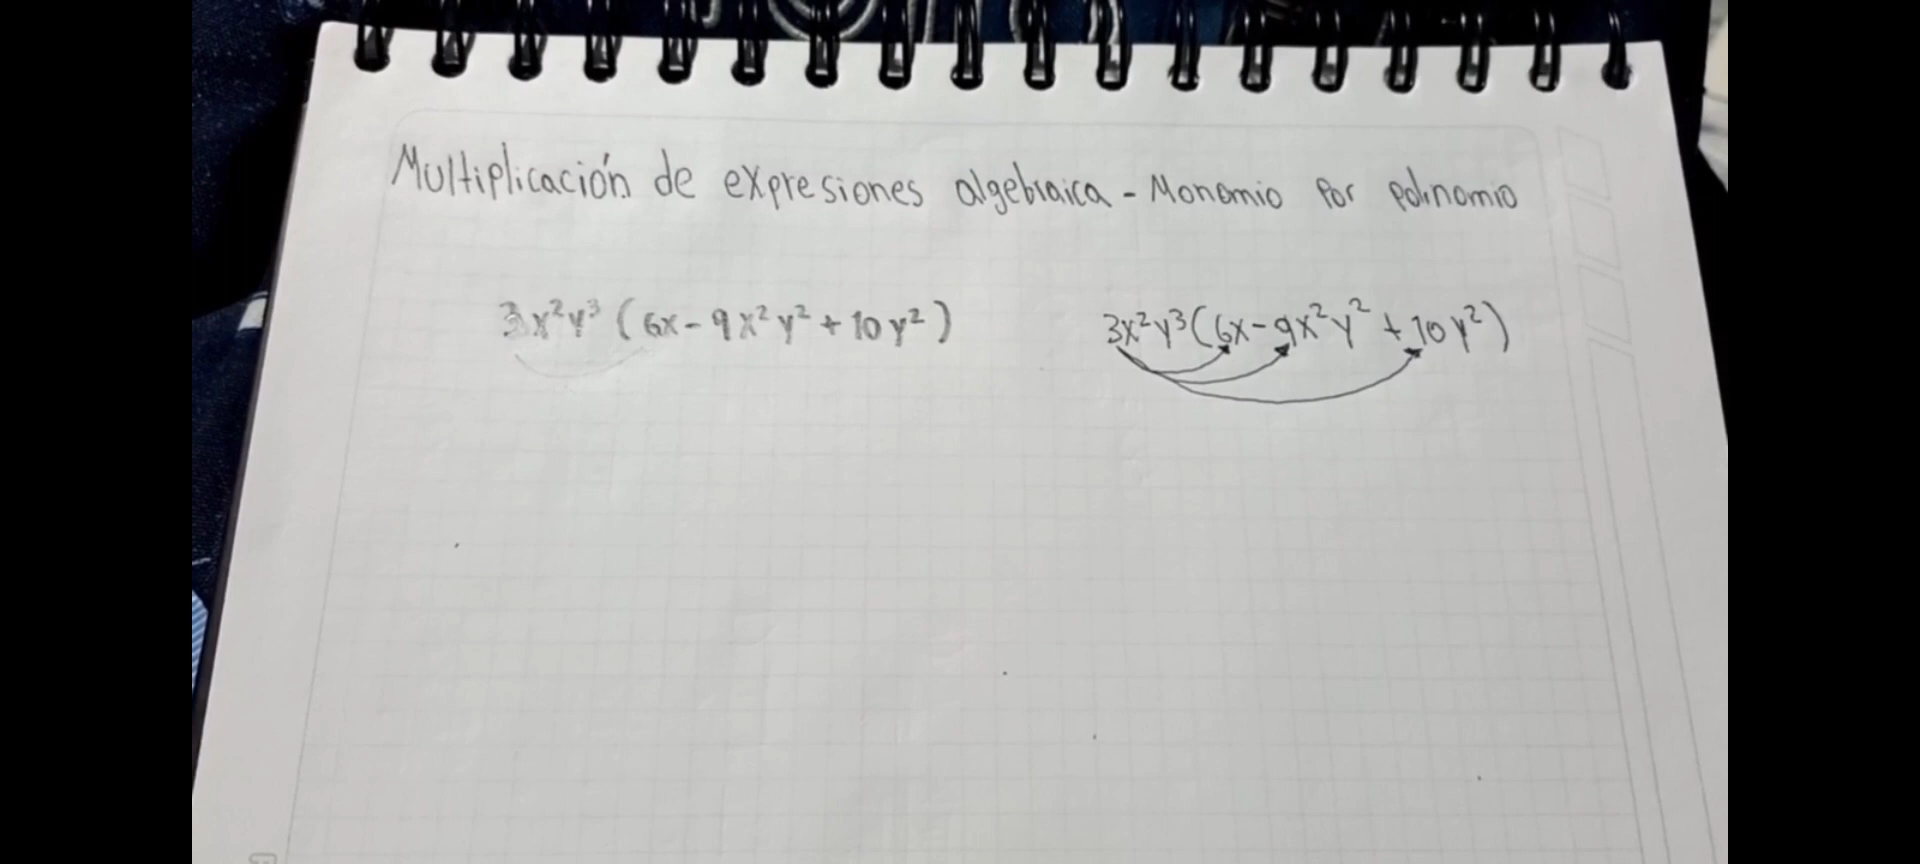 Multiplicación de expresiones algebraica - Monomio por polinomio
3x²y³ (6x - 9x²y² + 10y²)
3x²y³(6x - 9x²y² + 10y²)